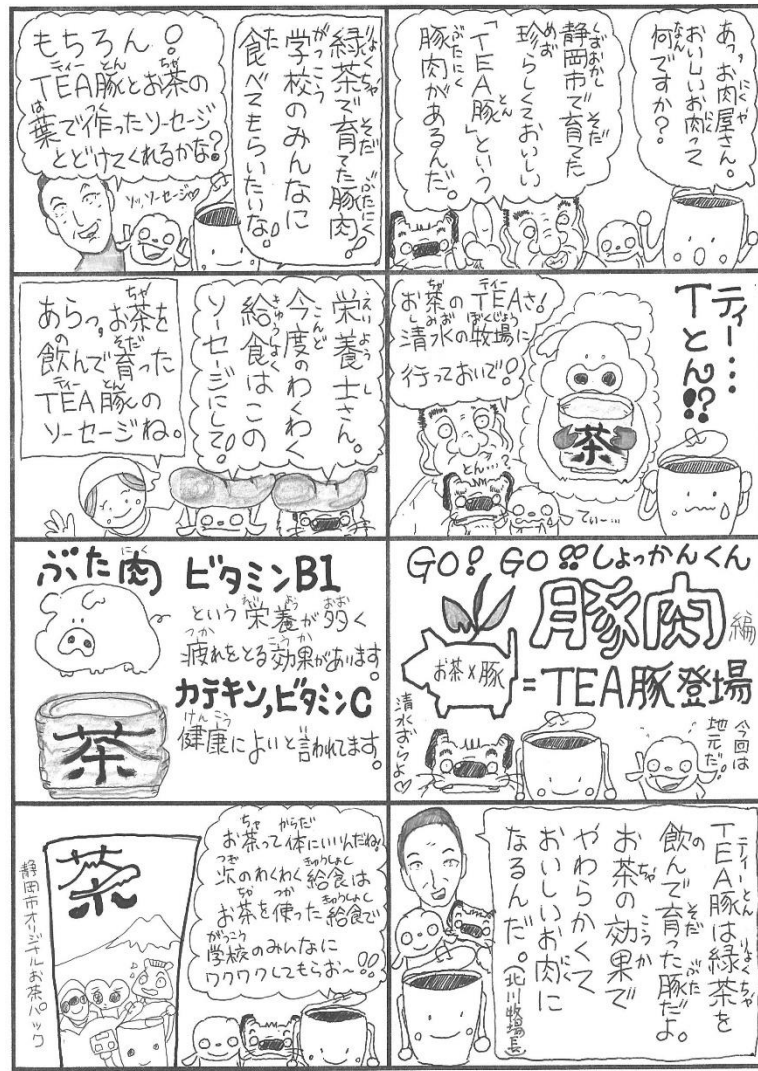 あっ、お肉屋さん。
おいしいお肉って
何ですか?
静岡市で育てた
珍らしくておいしい
「TEA豚」という
豚肉があるんだ。
ティー…
Tとん!?
お茶のTEAさ!
清水の牧場に
行っておいで!
茶
とん…?
てぃー…
GO! GO!!しょっかんくん
豚肉編
お茶×豚
=TEA豚登場
今回は
地元だ。
清水おらよ♡
TEA豚は緑茶を
飲んで育った豚だよ。
お茶の効果で
やわらかくて
おいしいお肉に
なるんだ。
(北川牧場長)
緑茶で育てた豚肉
学校のみんなに
食べてもらいたいな!!
もちろん!
TEA豚とお茶の
葉で作ったソーセージ
とどけてくれるかな?
ソッ、ソーセージ♡
栄養士さん。
今度のわくわく
給食はこの
ソーセージにして!!
あらっ、お茶を
飲んで育った
TEA豚の
ソーセージね。
ぶた肉 ビタミンB1
という栄養が多く
疲れをとる効果があります。
カテキン,ビタミンC
健康によいと言われてます。
茶
お茶って体にいいんだね。
次のわくわく給食は
お茶を使った給食で
学校のみんなに
ワクワクしてもらお~!!
茶
静岡市オリジナルお茶パック